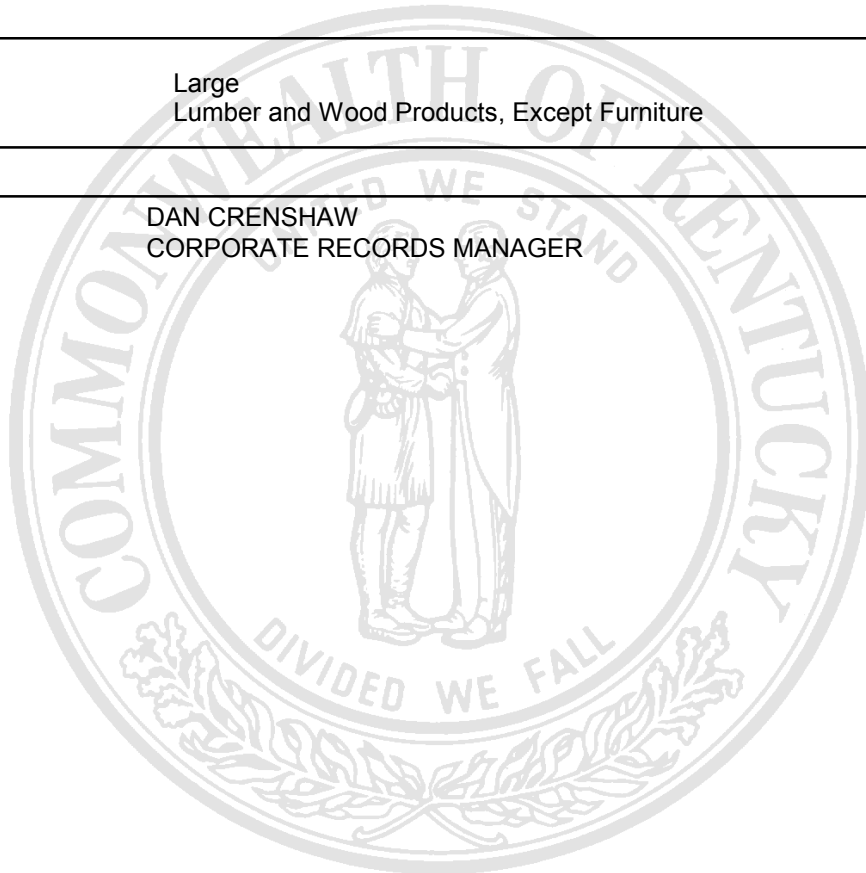 Large
Lumber and Wood Products, Except Furniture
DAN CRENSHAW
CORPORATE RECORDS MANAGER
COMMONWEALTH OF KENTUCKY
UNITED WE STAND
DIVIDED WE FALL